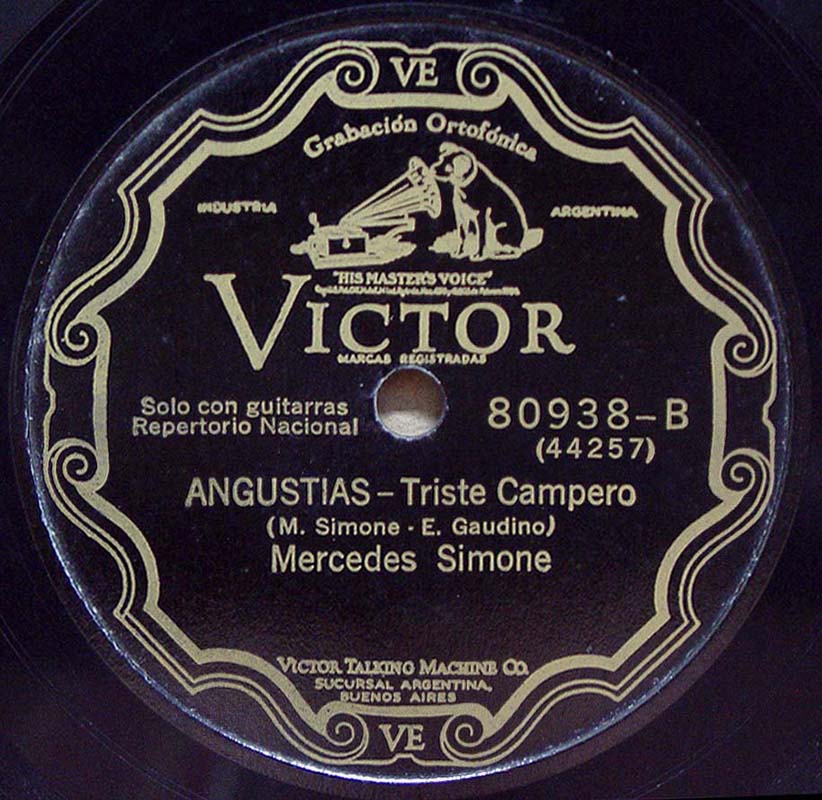 VE
Grabación Ortofónica
INDUSTRIA ARGENTINA
"HIS MASTER'S VOICE"
VICTOR
MARCAS REGISTRADAS
Solo con guitarras
Repertorio Nacional
80938-B
(44257)
ANGUSTIAS - Triste Campero
(M. Simone - E. Gaudino)
Mercedes Simone
VICTOR TALKING MACHINE CO.
SUCURSAL ARGENTINA,
BUENOS AIRES
VE